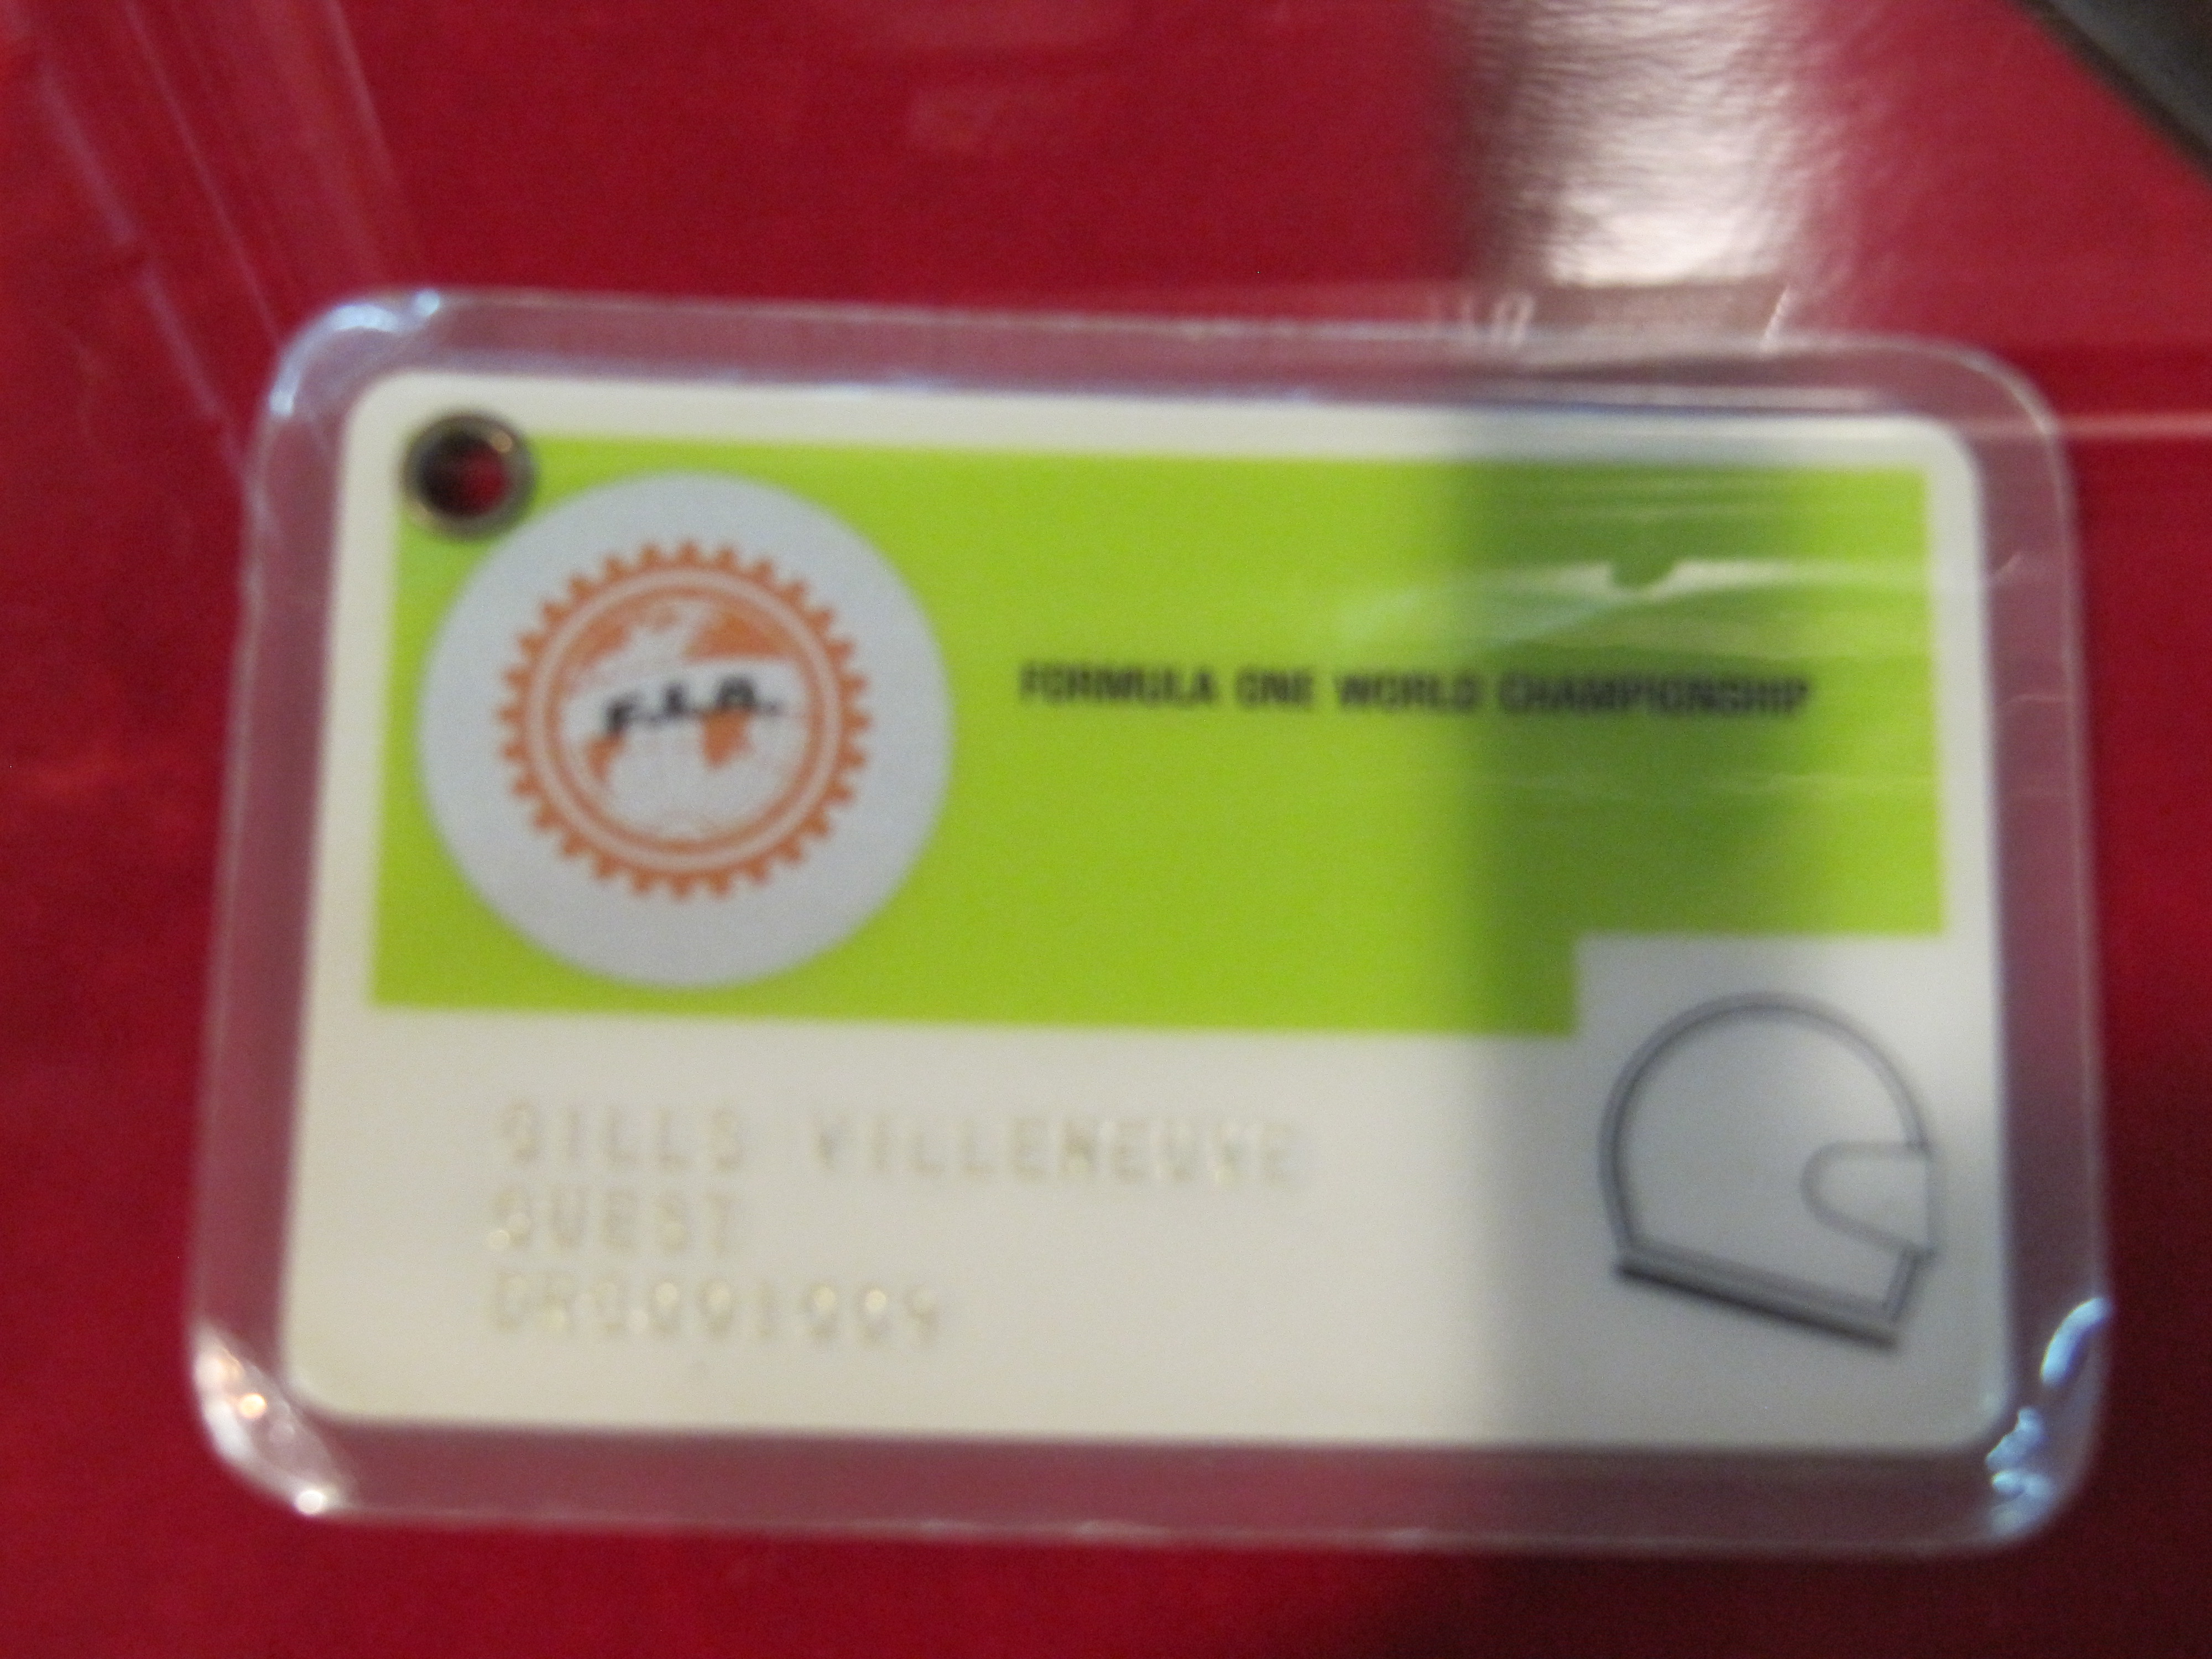 F.I.A.
FORMULA ONE WORLD CHAMPIONSHIP
GILLS VILLENEUVE
GUEST